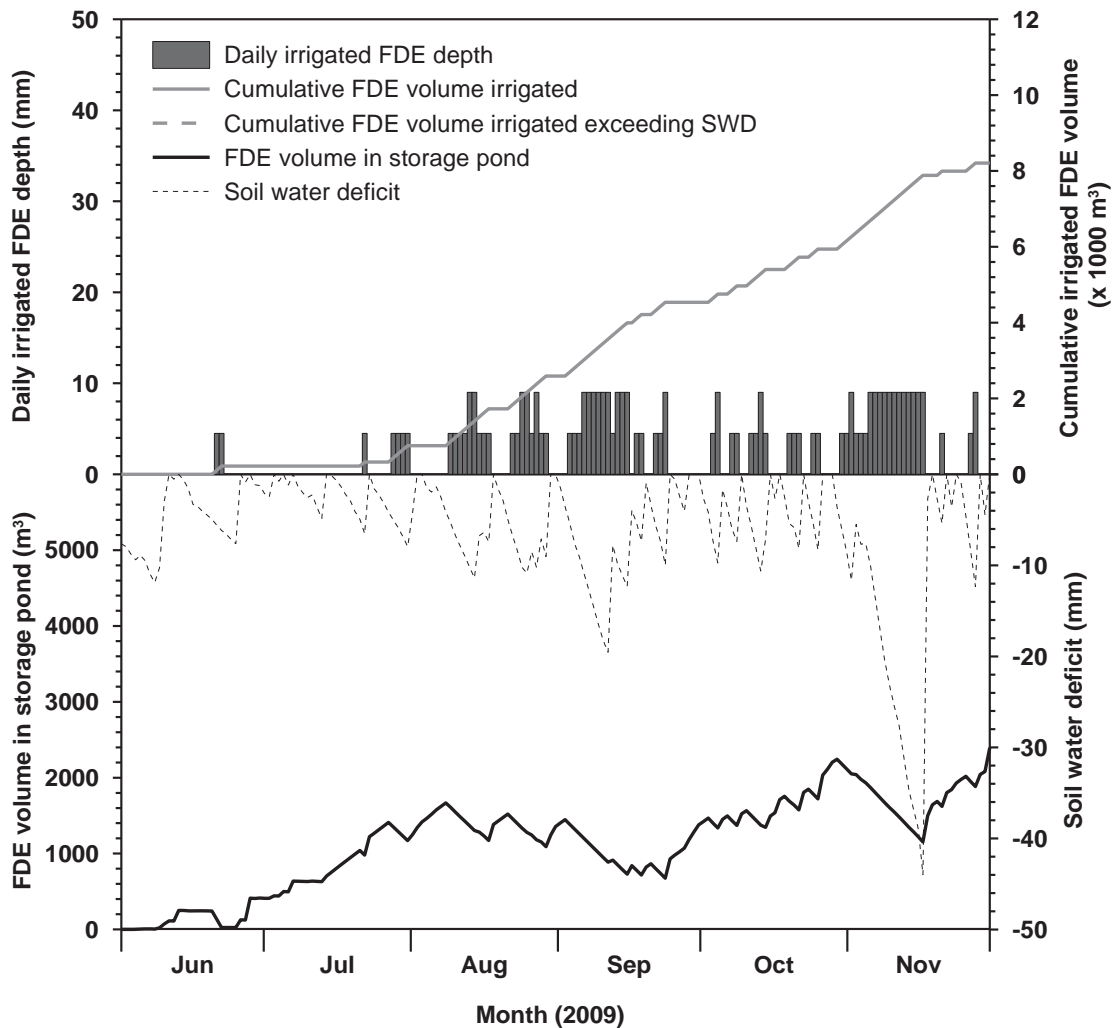 Daily irrigated FDE depth (mm)
50
40
30
20
10
0
Daily irrigated FDE depth
Cumulative FDE volume irrigated
Cumulative FDE volume irrigated exceeding SWD
FDE volume in storage pond
Soil water deficit
12
10
8
6
4
2
0
Cumulative irrigated FDE volume
(x 1000 m³)
FDE volume in storage pond (m³)
5000
4000
3000
2000
1000
0
-10
-20
-30
-40
-50
Soil water deficit (mm)
Jun Jul Aug Sep Oct Nov
Month (2009)